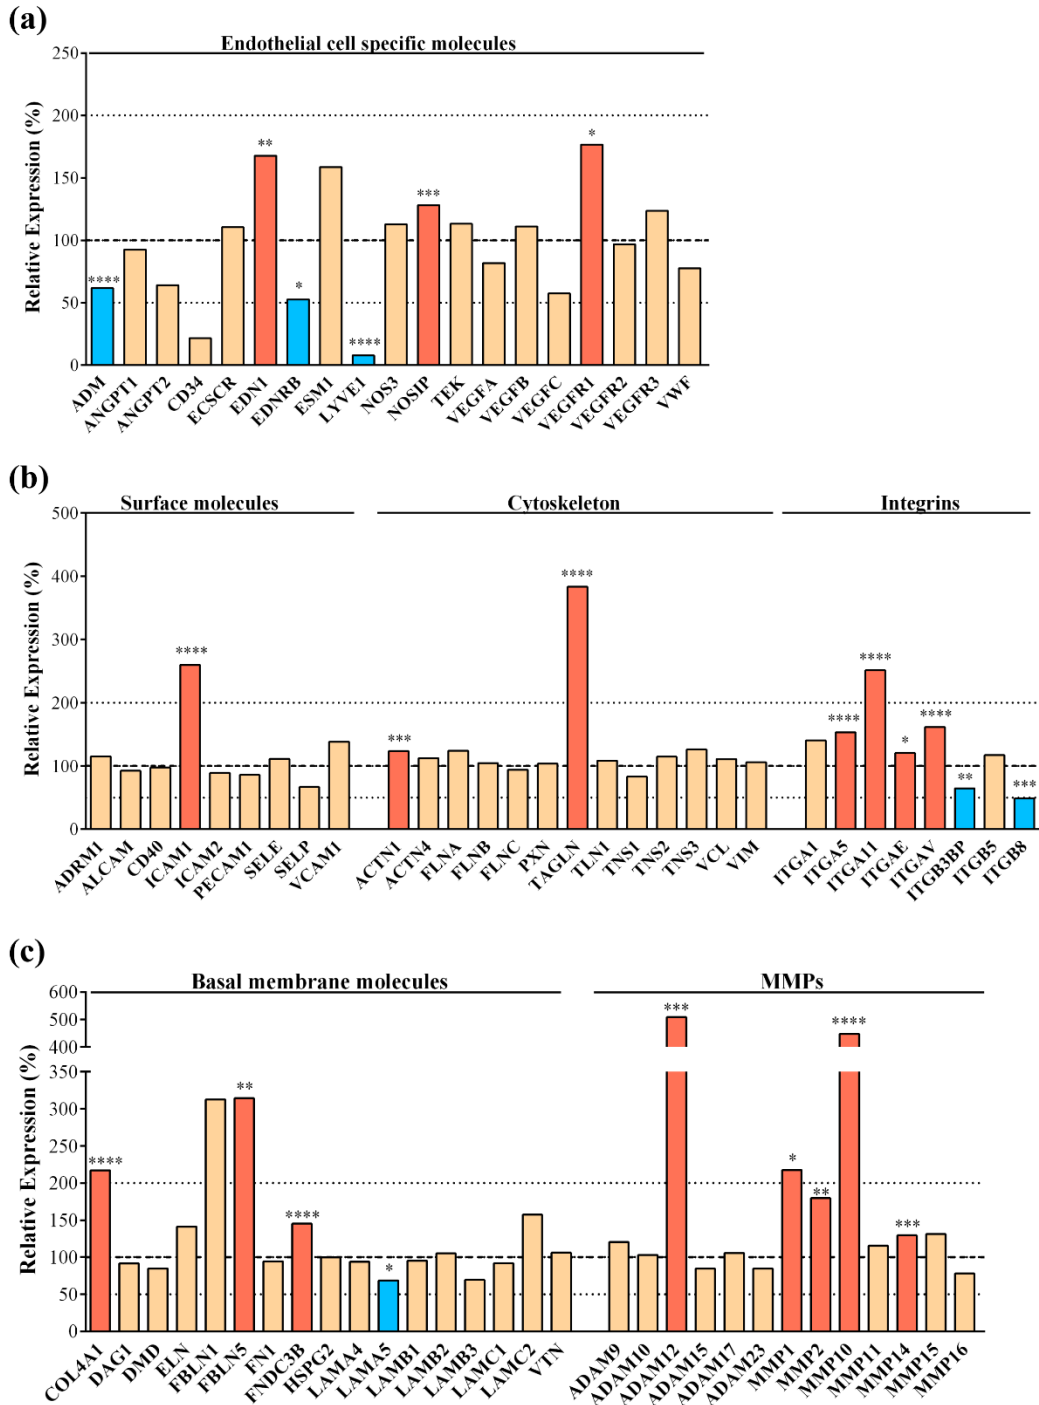 (a)
Endothelial cell specific molecules
Relative Expression (%)
250
200
150
100
50
0
**** ** * **** *** *
ADM ANGPT1 ANGPT2 CD34 ECSCR EDN1 EDNRB ESM1 LYVE1 NOS3 NOSIP TEK VEGFA VEGFB VEGFC VEGFR1 VEGFR2 VEGFR3 VWF
(b)
Surface molecules Cytoskeleton Integrins
Relative Expression (%)
500
400
300
200
100
0
**** *** **** **** **** * **** ** ***
ADRM1 ALCAM CD40 ICAM1 ICAM2 PECAM1 SELE SELP VCAM1 ACTN1 ACTN4 FLNA FLNB FLNC PXN TAGLN TLN1 TNS1 TNS2 TNS3 VCL VIM ITGA1 ITGA5 ITGA11 ITGAE ITGAV ITGB3BP ITGB5 ITGB8
(c)
Basal membrane molecules MMPs
Relative Expression (%)
600
500
400
350
300
250
200
150
100
50
0
**** ** **** * *** * ** **** ***
COL4A1 DAG1 DMD ELN FBLN1 FBLN5 FN1 FNDC3B HSPG2 LAMA4 LAMA5 LAMB1 LAMB2 LAMB3 LAMC1 LAMC2 VTN ADAM9 ADAM10 ADAM12 ADAM15 ADAM17 ADAM23 MMP1 MMP2 MMP10 MMP11 MMP14 MMP15 MMP16